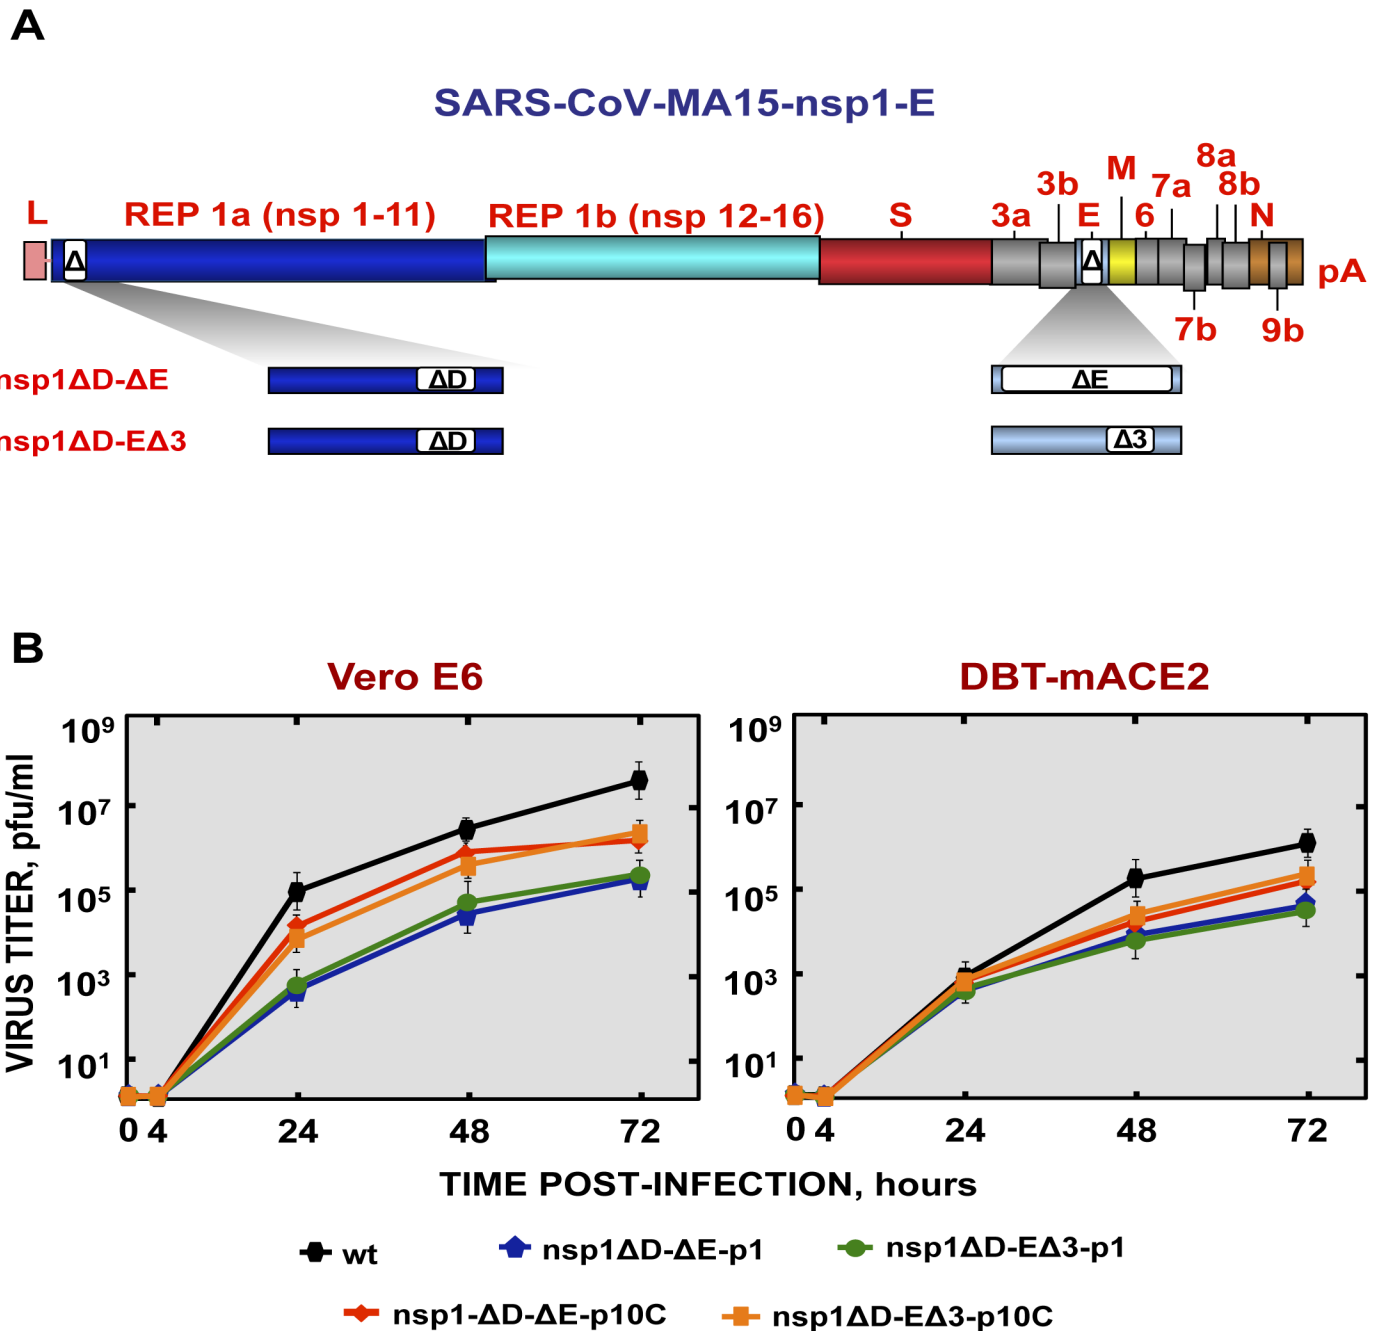 A
SARS-CoV-MA15-nsp1-E
L
REP 1a (nsp 1-11)
REP 1b (nsp 12-16)
S
3a
3b
E
M
6
7a
8a
8b
N
Δ
Δ
pA
7b
9b
nsp1ΔD-ΔE
ΔD
ΔE
nsp1ΔD-EΔ3
ΔD
Δ3
B
Vero E6
DBT-mACE2
VIRUS TITER, pfu/ml
10⁹
10⁷
10⁵
10³
10¹
0 4 24 48 72
10⁹
10⁷
10⁵
10³
10¹
0 4 24 48 72
TIME POST-INFECTION, hours
wt
nsp1ΔD-ΔE-p1
nsp1ΔD-EΔ3-p1
nsp1-ΔD-ΔE-p10C
nsp1ΔD-EΔ3-p10C